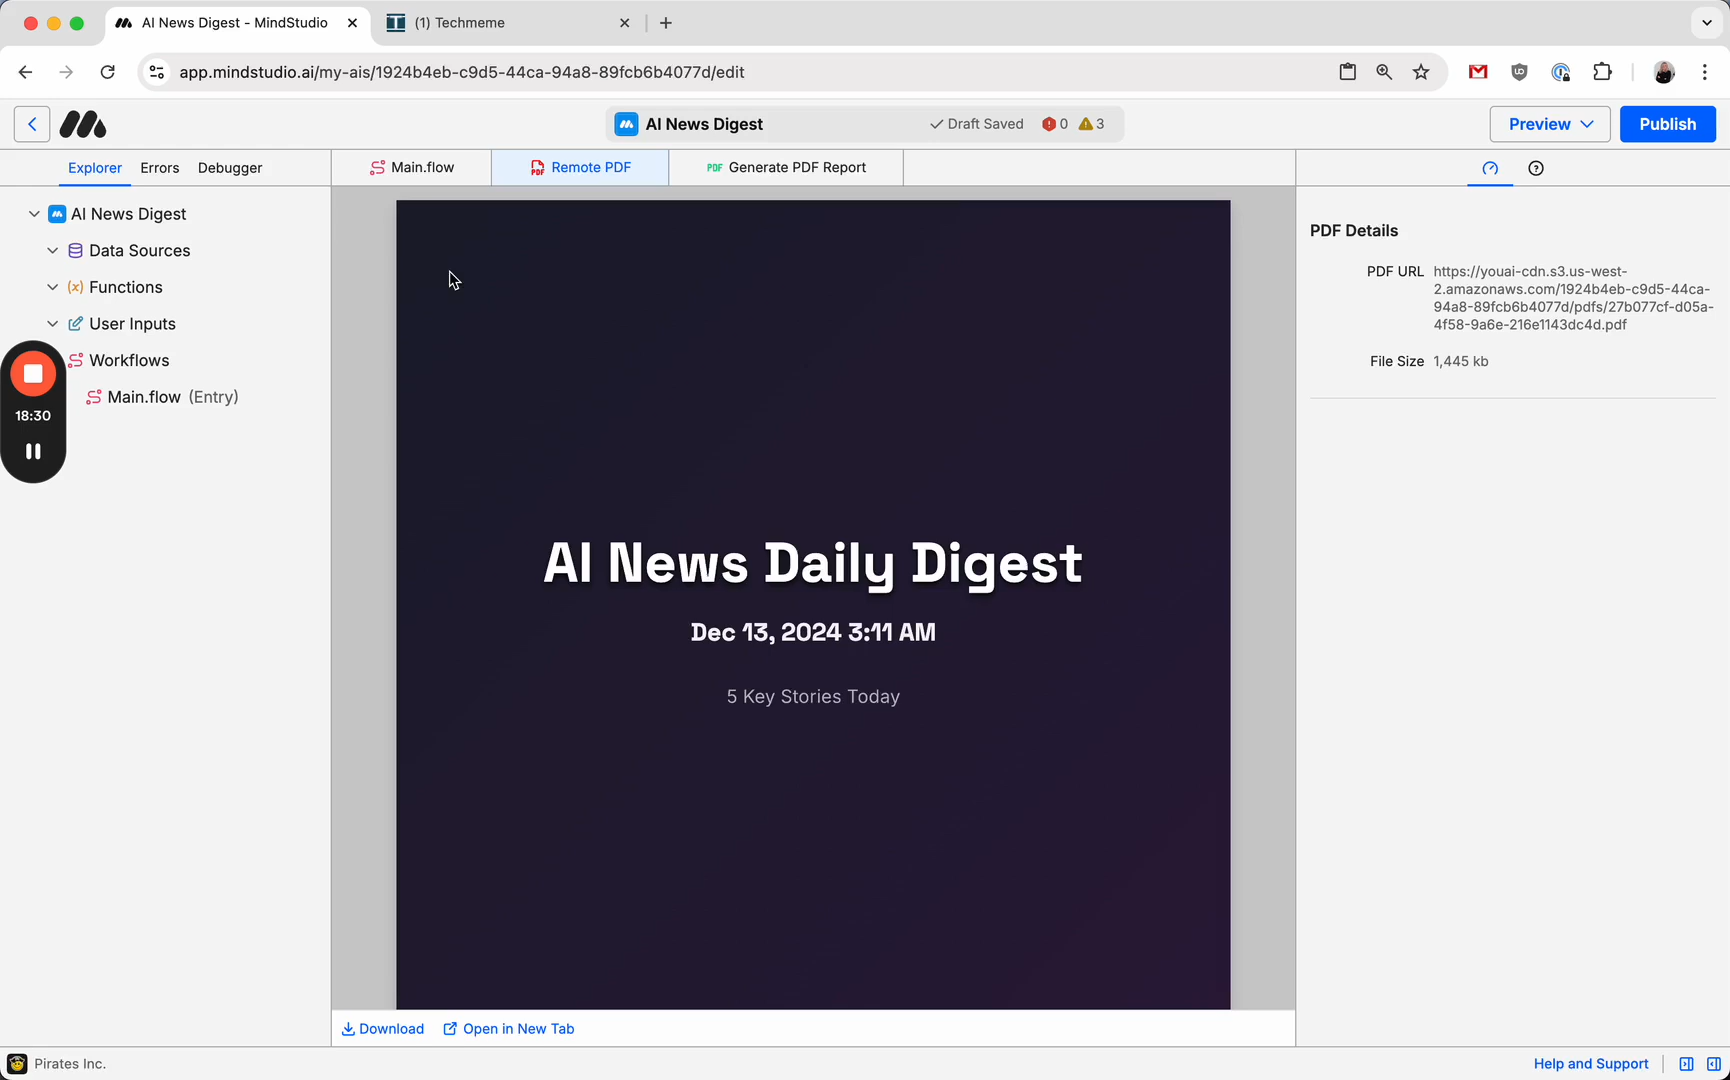 AI News Digest - MindStudio
(1) Techmeme
app.mindstudio.ai/my-ais/1924b4eb-c9d5-44ca-94a8-89fcb6b4077d/edit
AI News Digest
Draft Saved
0
3
Preview
Publish
Explorer
Errors
Debugger
Main.flow
Remote PDF
PDF
Generate PDF Report
AI News Digest
Data Sources
Functions
User Inputs
Workflows
Main.flow (Entry)
18:30
AI News Daily Digest
Dec 13, 2024 3:11 AM
5 Key Stories Today
PDF Details
PDF URL
https://youai-cdn.s3.us-west-
2.amazonaws.com/1924b4eb-c9d5-44ca-
94a8-89fcb6b4077d/pdfs/27b077cf-d05a-
4f58-9a6e-216e1143dc4d.pdf
File Size
1,445 kb
Download
Open in New Tab
Pirates Inc.
Help and Support